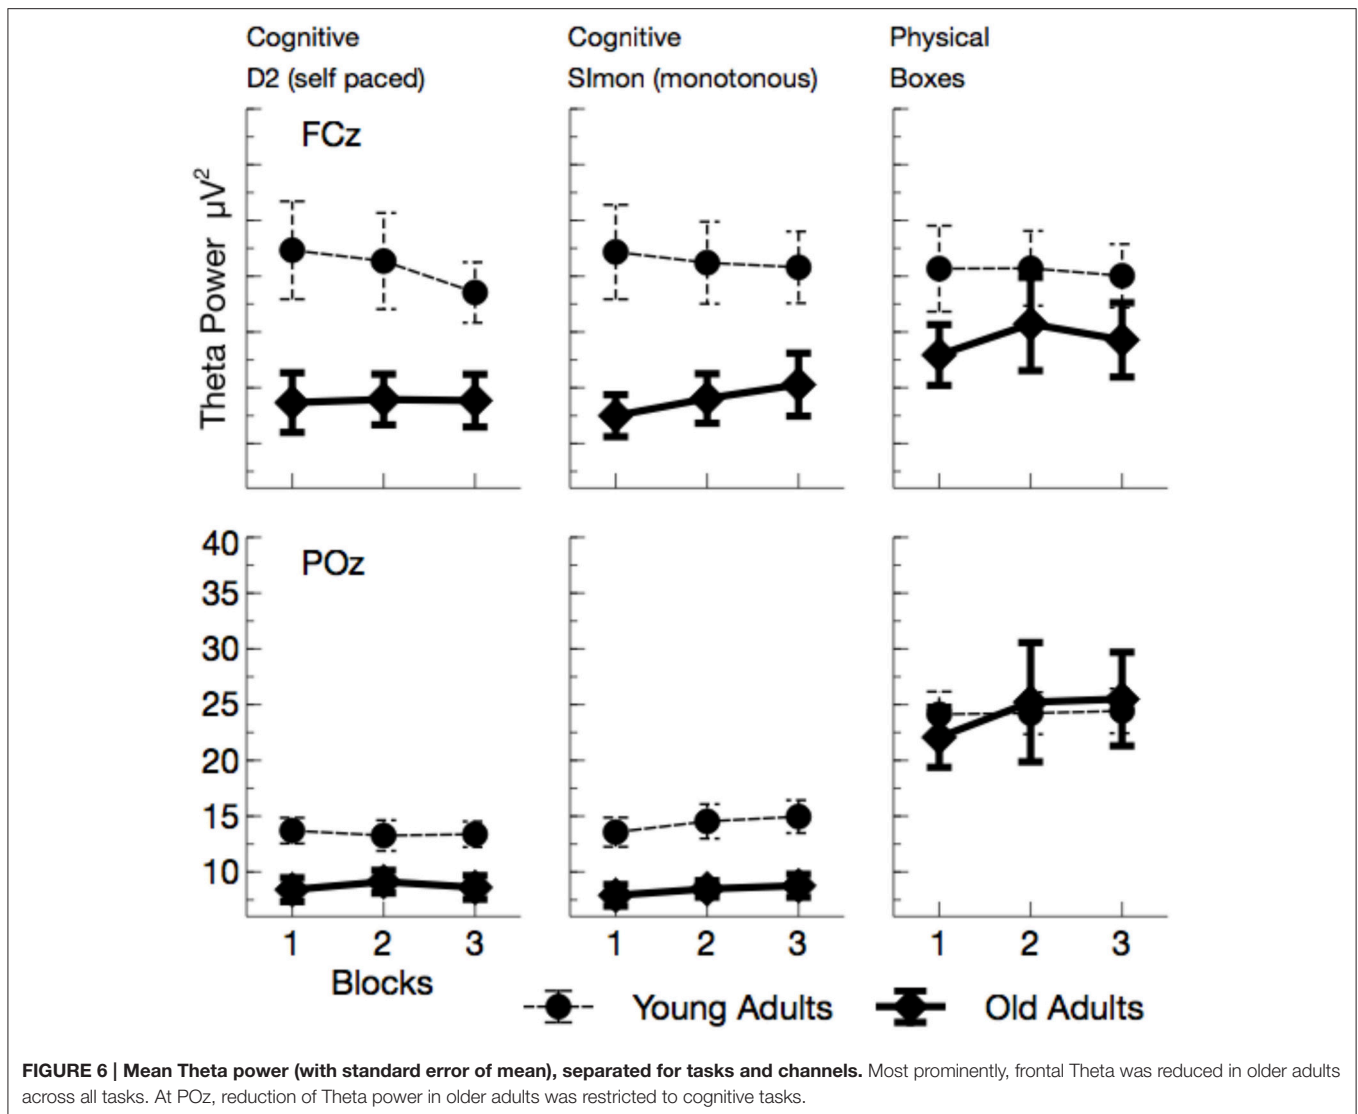 Cognitive
D2 (self paced)
Cognitive
SImon (monotonous)
Physical
Boxes
FCz
Theta Power µV²
POz
40
35
30
25
20
15
10
1 2 3
1 2 3
1 2 3
Blocks
Young Adults
Old Adults
FIGURE 6 | Mean Theta power (with standard error of mean), separated for tasks and channels. Most prominently, frontal Theta was reduced in older adults
across all tasks. At POz, reduction of Theta power in older adults was restricted to cognitive tasks.